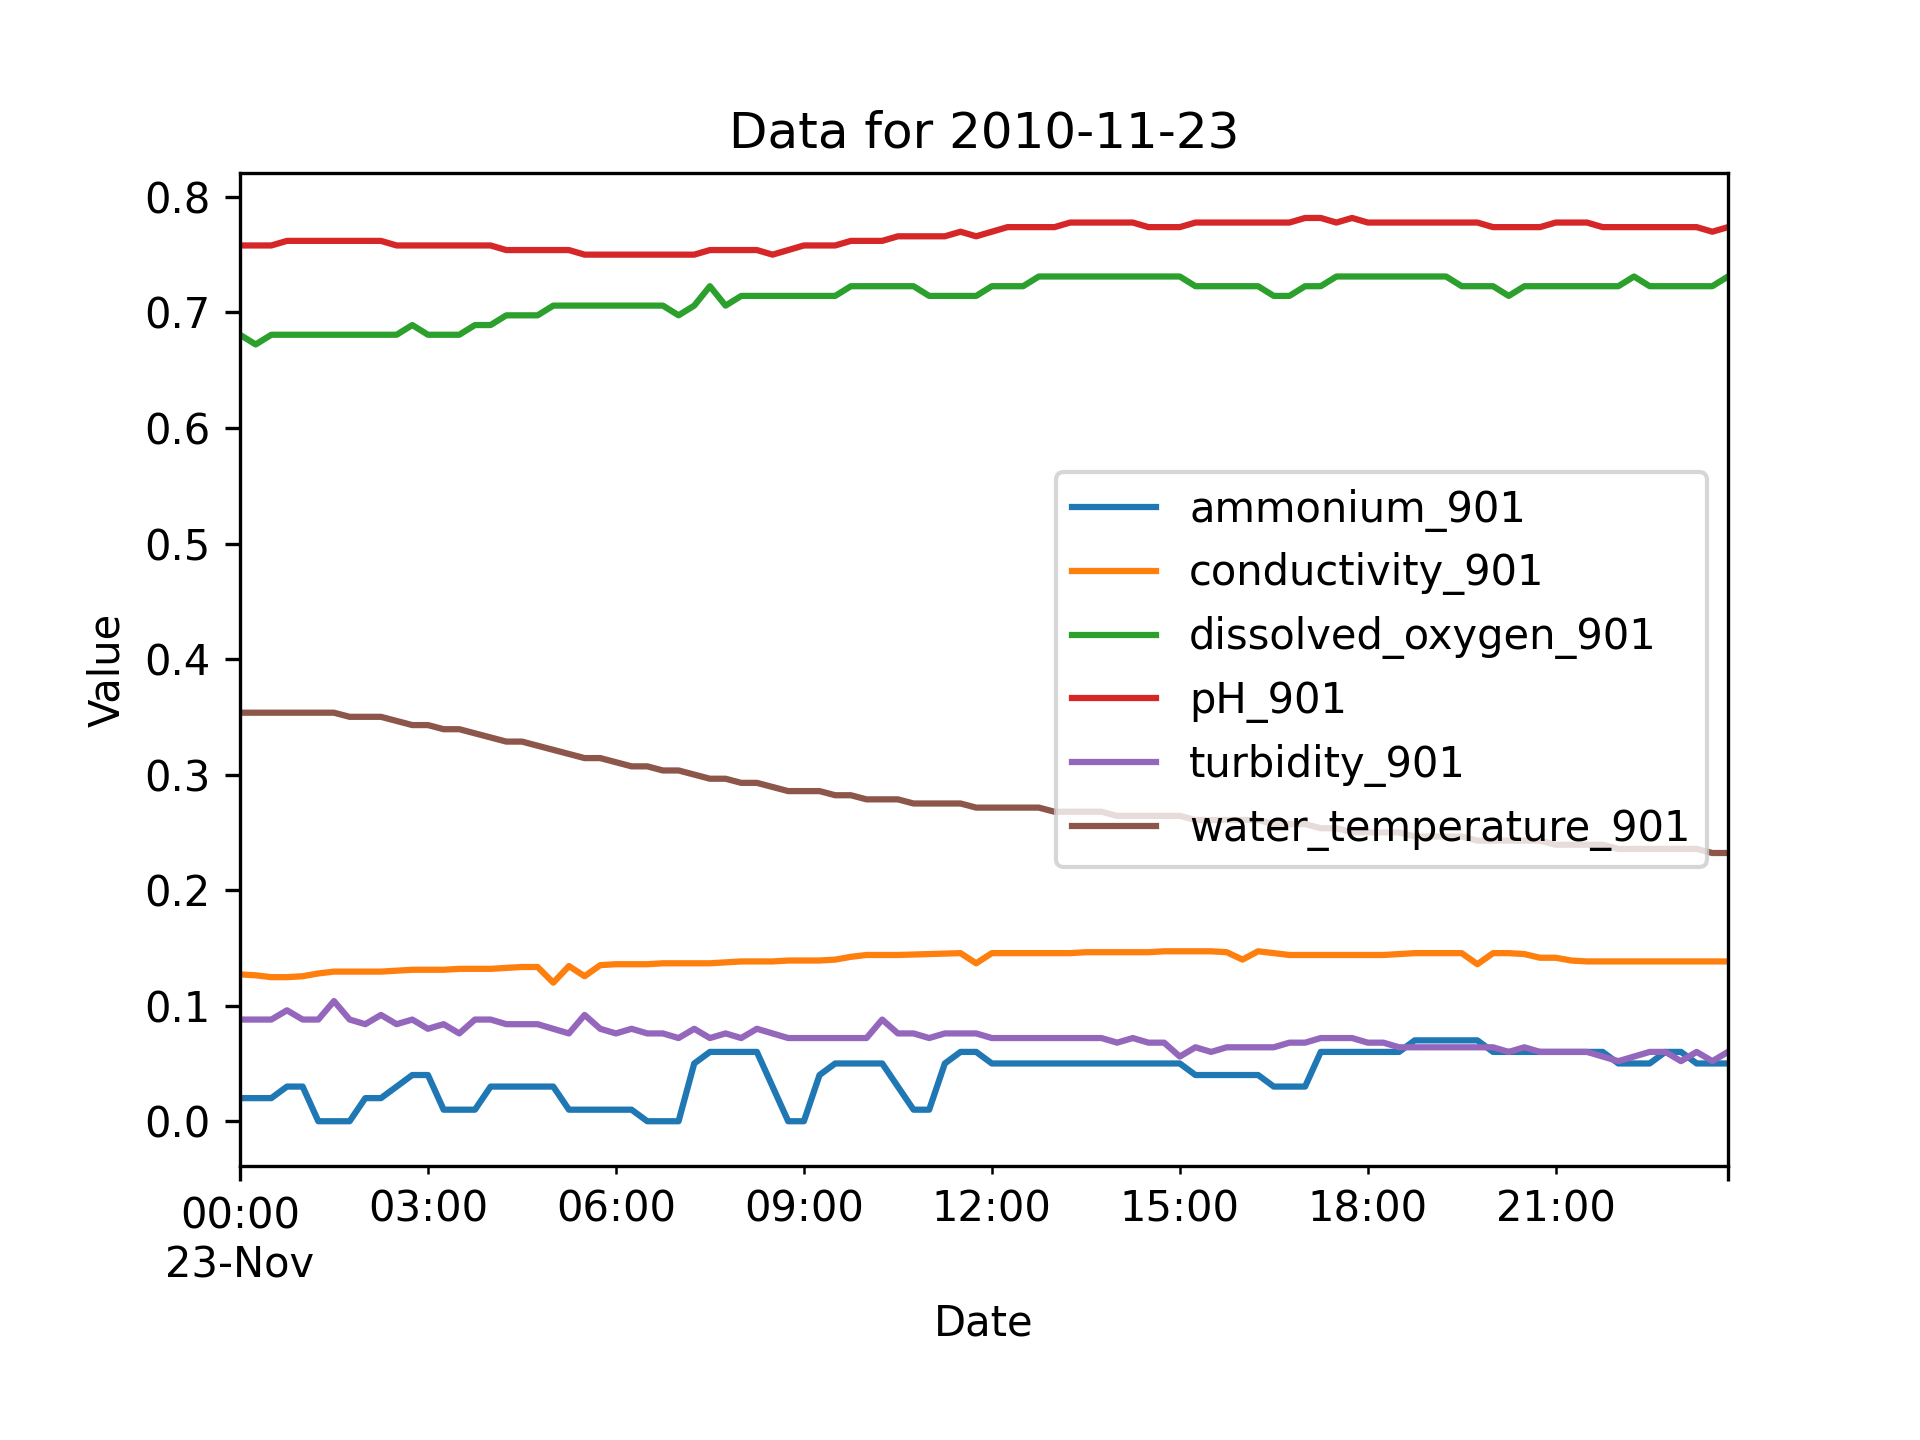 Data for 2010-11-23
0.8
0.7
0.6
0.5
0.4
0.3
0.2
0.1
0.0
Value
ammonium_901
conductivity_901
dissolved_oxygen_901
pH_901
turbidity_901
water_temperature_901
00:00 03:00 06:00 09:00 12:00 15:00 18:00 21:00
23-Nov
Date